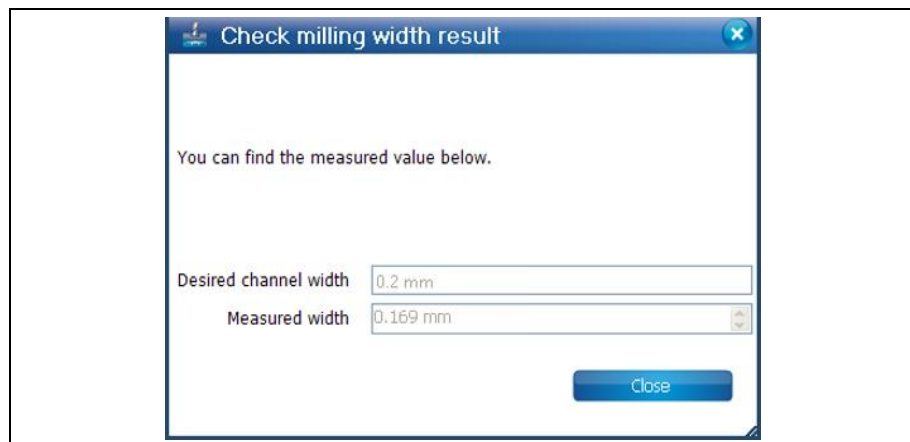 Check milling width result
You can find the measured value below.
Desired channel width 0.2 mm
Measured width 0.169 mm
Close